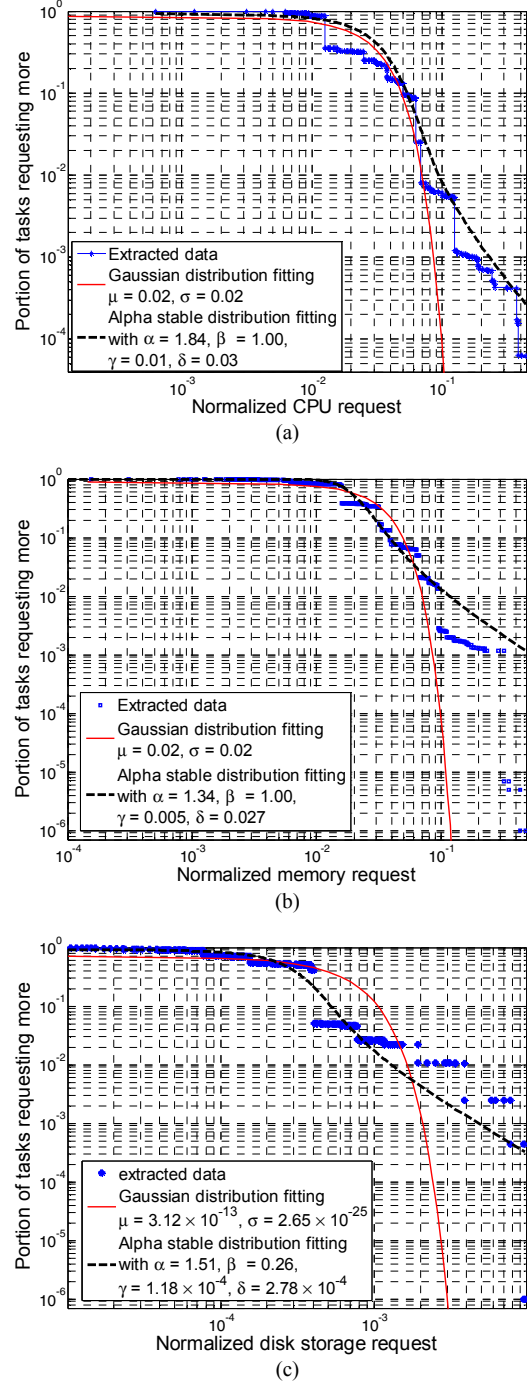 10^0
10^-1
10^-2
10^-3
10^-4
Portion of tasks requesting more
Extracted data
Gaussian distribution fitting
μ = 0.02, σ = 0.02
Alpha stable distribution fitting
with α = 1.84, β = 1.00,
γ = 0.01, δ = 0.03
10^-3 10^-2 10^-1
Normalized CPU request
(a)
10^0
10^-1
10^-2
10^-3
10^-4
10^-5
10^-6
Portion of tasks requesting more
Extracted data
Gaussian distribution fitting
μ = 0.02, σ = 0.02
Alpha stable distribution fitting
with α = 1.34, β = 1.00,
γ = 0.005, δ = 0.027
10^-4 10^-3 10^-2 10^-1
Normalized memory request
(b)
10^0
10^-1
10^-2
10^-3
10^-4
10^-5
10^-6
Portion of tasks requesting more
extracted data
Gaussian distribution fitting
μ = 3.12 × 10^-13, σ = 2.65 × 10^-25
Alpha stable distribution fitting
with α = 1.51, β = 0.26,
γ = 1.18 × 10^-4, δ = 2.78 × 10^-4
10^-4 10^-3
Normalized disk storage request
(c)